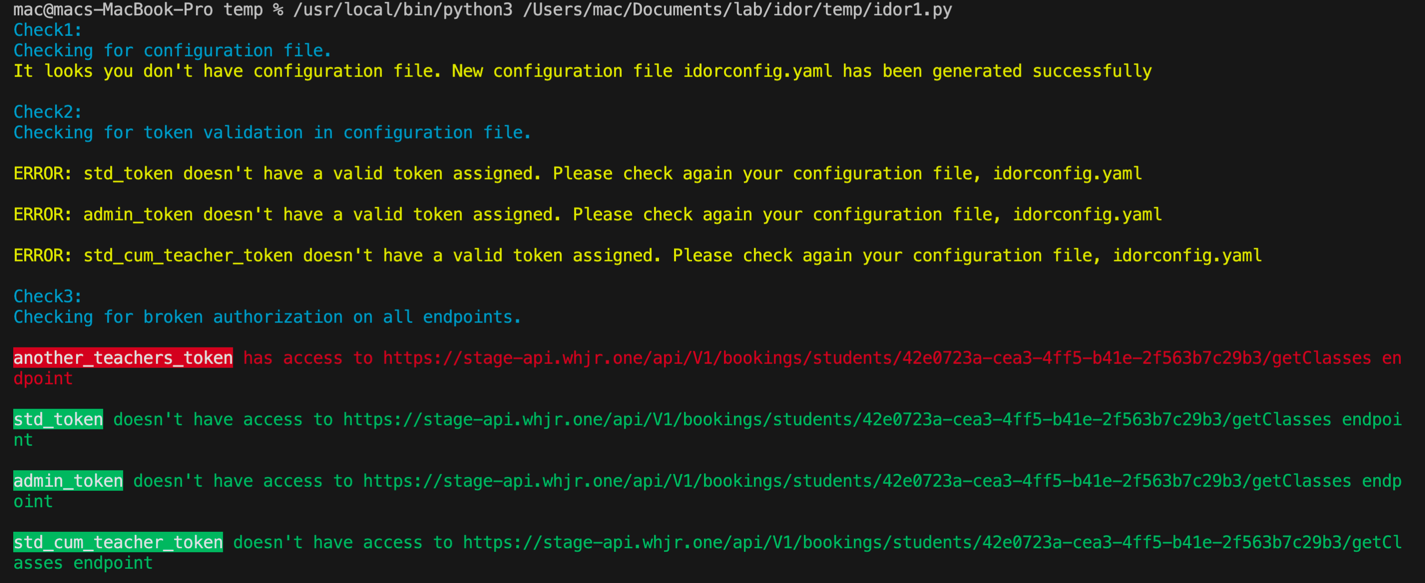 mac@macs-MacBook-Pro temp % /usr/local/bin/python3 /Users/mac/Documents/lab/idor/temp/idor1.py
Check1:
Checking for configuration file.
It looks you don't have configuration file. New configuration file idorconfig.yaml has been generated successfully
Check2:
Checking for token validation in configuration file.
ERROR: std_token doesn't have a valid token assigned. Please check again your configuration file, idorconfig.yaml
ERROR: admin_token doesn't have a valid token assigned. Please check again your configuration file, idorconfig.yaml
ERROR: std_cum_teacher_token doesn't have a valid token assigned. Please check again your configuration file, idorconfig.yaml
Check3:
Checking for broken authorization on all endpoints.
another_teachers_token has access to https://stage-api.whjr.one/api/V1/bookings/students/42e0723a-cea3-4ff5-b41e-2f563b7c29b3/getClasses en
dpoint
std_token doesn't have access to https://stage-api.whjr.one/api/V1/bookings/students/42e0723a-cea3-4ff5-b41e-2f563b7c29b3/getClasses endpoi
nt
admin_token doesn't have access to https://stage-api.whjr.one/api/V1/bookings/students/42e0723a-cea3-4ff5-b41e-2f563b7c29b3/getClasses endp
oint
std_cum_teacher_token doesn't have access to https://stage-api.whjr.one/api/V1/bookings/students/42e0723a-cea3-4ff5-b41e-2f563b7c29b3/getCl
asses endpoint